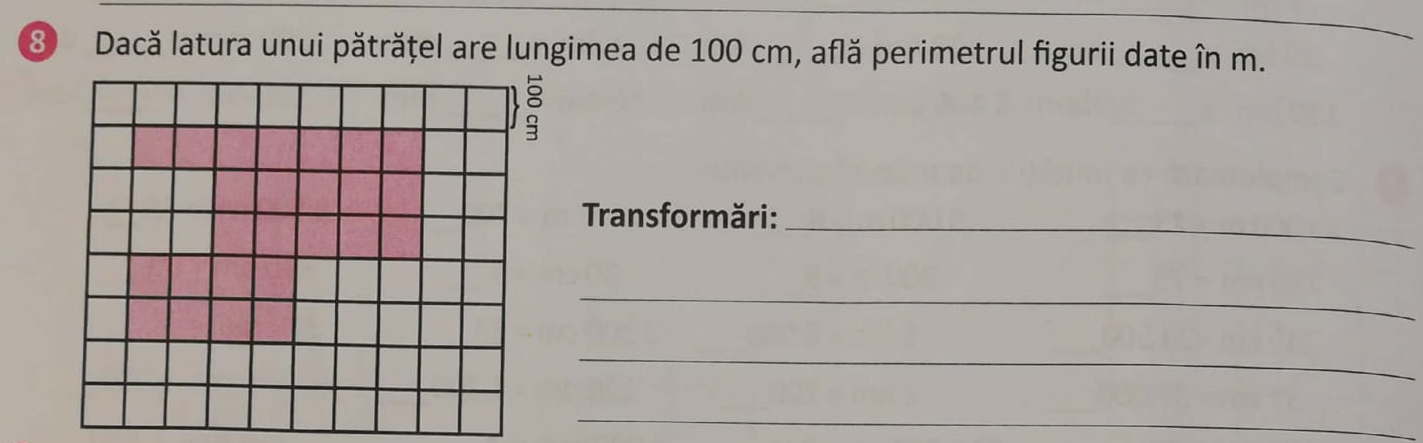 8 Dacă latura unui pătrățel are lungimea de 100 cm, află perimetrul figurii date în m.
100 cm
Transformări: